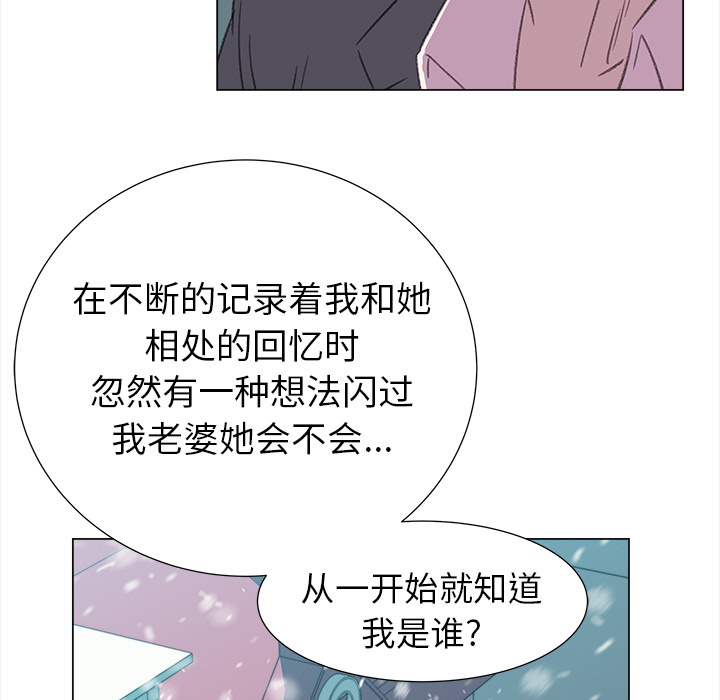 在不断的记录着我和她
相处的回忆时
忽然有一种想法闪过
我老婆她会不会...
从一开始就知道
我是谁?